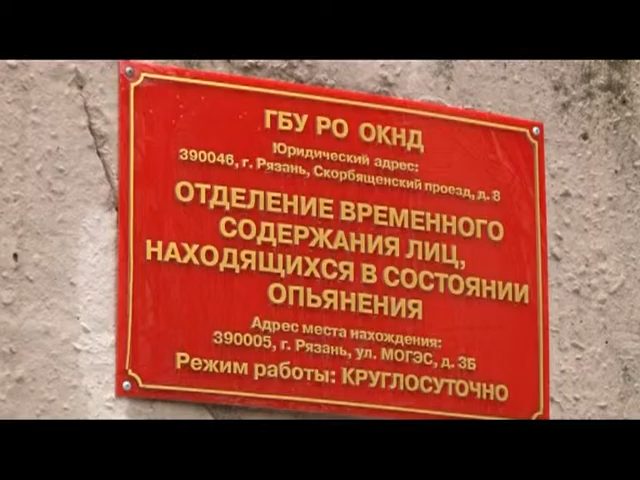 ГБУ РО ОКНД
Юридический адрес:
390046, г. Рязань, Скорбященский проезд, д. 8
ОТДЕЛЕНИЕ ВРЕМЕННОГО
СОДЕРЖАНИЯ ЛИЦ,
НАХОДЯЩИХСЯ В СОСТОЯНИИ
ОПЬЯНЕНИЯ
Адрес места нахождения:
390005, г. Рязань, ул. МОГЭС, д. 3Б
Режим работы: КРУГЛОСУТОЧНО